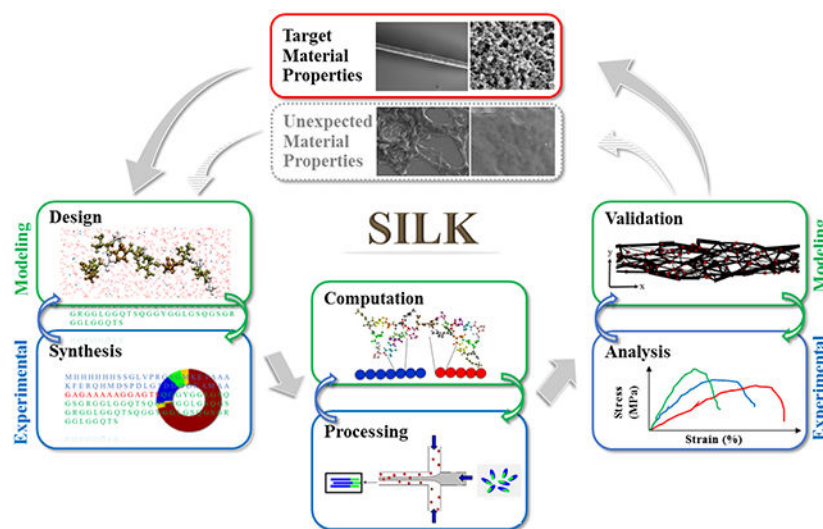 Target
Material
Properties
Unexpected
Material
Properties
SILK
Modeling
Design
GRGGLGGQTSQGGYGGLGSQGSGR
GGLGGQTS
Experimental
Synthesis
GGLGGQTS
Computation
Processing
Validation
Modeling
y
x
Analysis
Experimental
Stress
(MPa)
Strain (%)